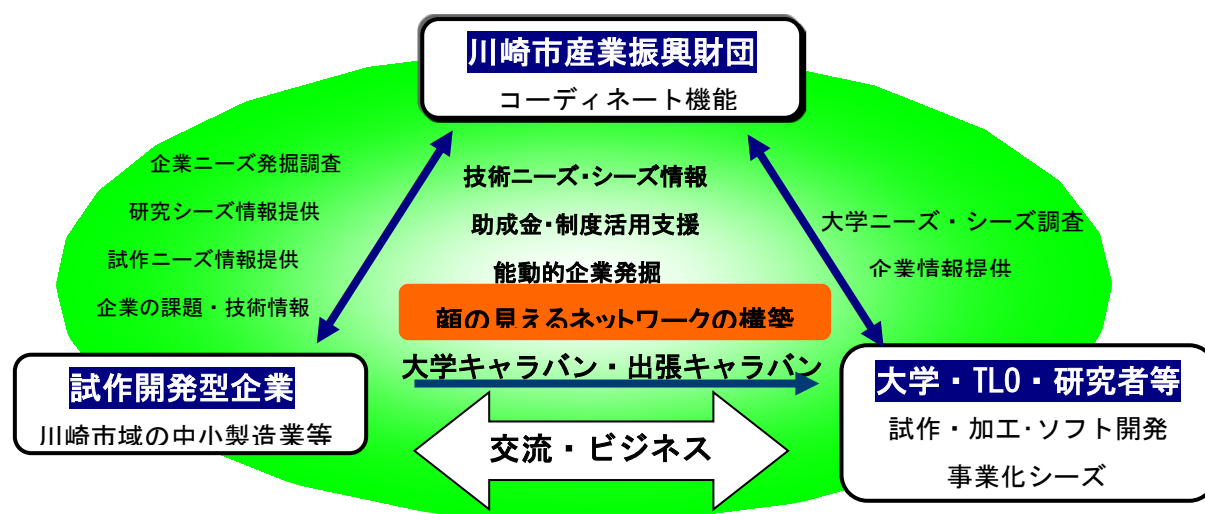 川崎市産業振興財団
コーディネート機能
企業ニーズ発掘調査
研究シーズ情報提供
試作ニーズ情報提供
企業の課題・技術情報
技術ニーズ・シーズ情報
助成金・制度活用支援
能動的企業発掘
顔の見えるネットワークの構築
大学キャラバン・出張キャラバン
大学ニーズ・シーズ調査
企業情報提供
試作開発型企業
川崎市域の中小製造業等
交流・ビジネス
大学・TLO・研究者等
試作・加工・ソフト開発
事業化シーズ